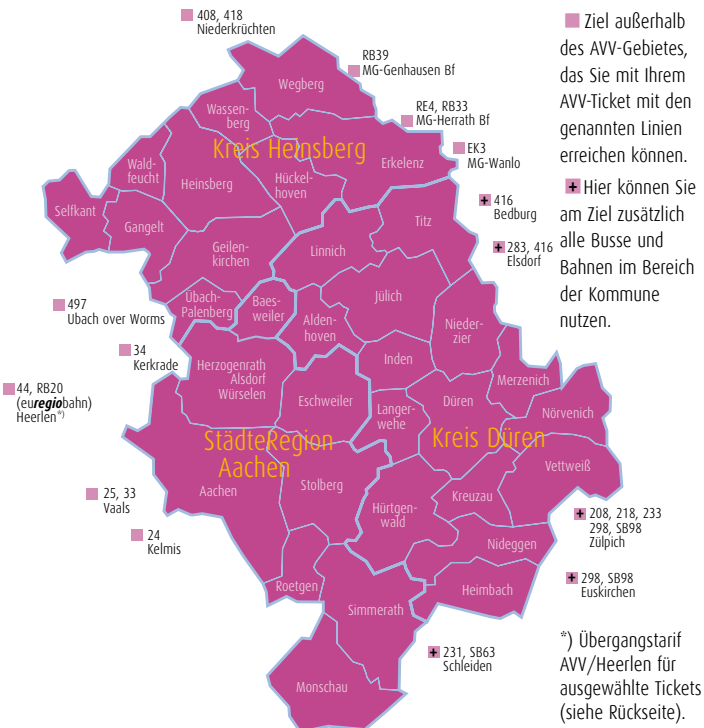 408, 418
Niederkrüchten
RB39
MG-Genhausen Bf
RE4, RB33
MG-Herrath Bf
EK3
MG-Wanlo
+ 416
Bedburg
+ 283, 416
Elsdorf
497
Ubach over Worms
34
Kerkrade
44, RB20
(euregiobahn)
Heerlen*)
25, 33
Vaals
24
Kelmis
+ 208, 218, 233
298, SB98
Zülpich
+ 298, SB98
Euskirchen
+ 231, SB63
Schleiden
Kreis Heinsberg
Wegberg
Wassen-
berg
Erkelenz
Hückel-
hoven
Wald-
feucht
Heinsberg
Selfkant
Gangelt
Geilen-
kirchen
Übach-
Palenberg
StädteRegion
Aachen
Baes-
weiler
Herzogenrath
Alsdorf
Würselen
Eschweiler
Aachen
Stolberg
Roetgen
Simmerath
Monschau
Kreis Düren
Titz
Linnich
Jülich
Alden-
hoven
Nieder-
zier
Inden
Merzenich
Langer-
wehe
Düren
Nörvenich
Vettweiß
Kreuzau
Hürtgen-
wald
Nideggen
Heimbach
Ziel außerhalb
des AVV-Gebietes,
das Sie mit Ihrem
AVV-Ticket mit den
genannten Linien
erreichen können.
+ Hier können Sie
am Ziel zusätzlich
alle Busse und
Bahnen im Bereich
der Kommune
nutzen.
*) Übergangstarif
AVV/Heerlen für
ausgewählte Tickets
(siehe Rückseite).